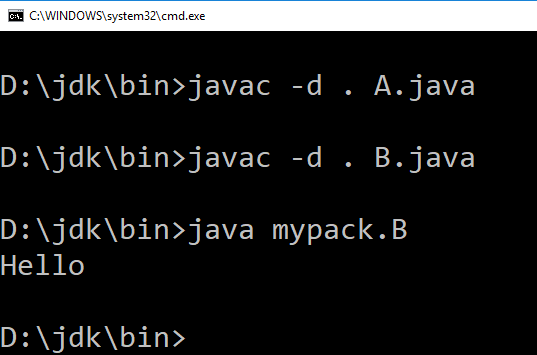 C:\WINDOWS\system32\cmd.exe
D:\jdk\bin>javac -d . A.java
D:\jdk\bin>javac -d . B.java
D:\jdk\bin>java mypack.B
Hello
D:\jdk\bin>